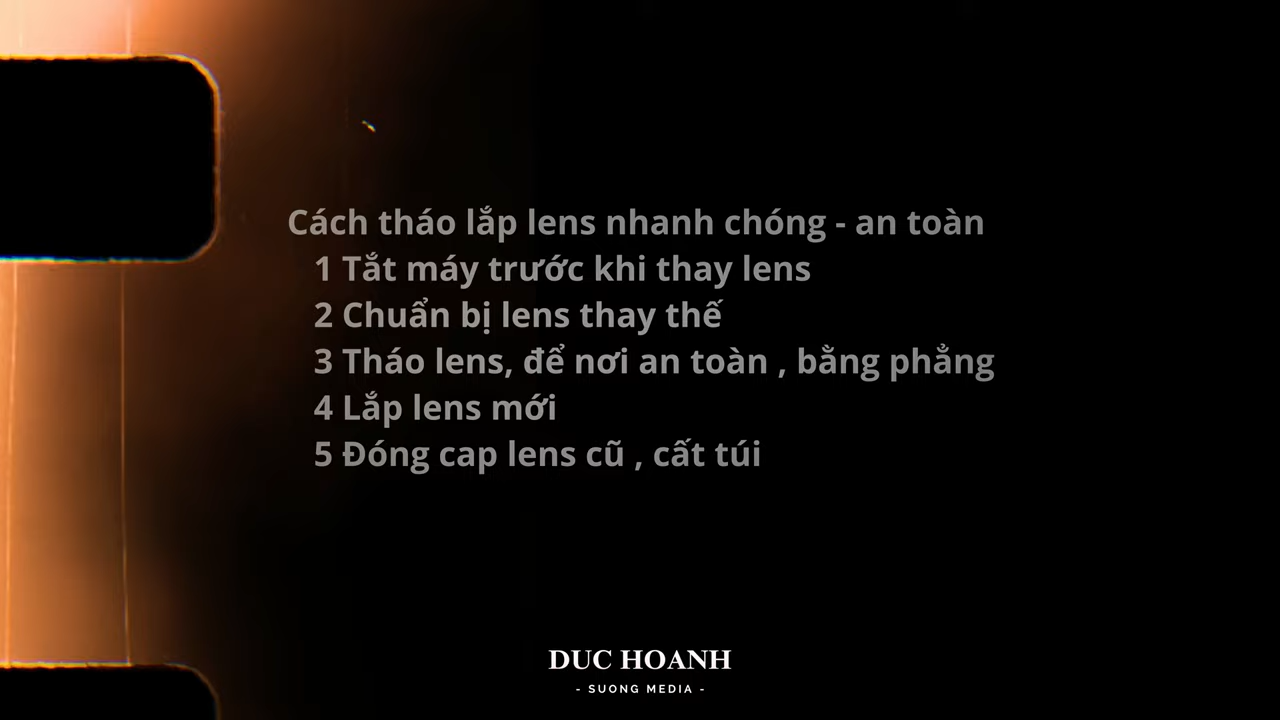 Cách tháo lắp lens nhanh chóng - an toàn
1 Tắt máy trước khi thay lens
2 Chuẩn bị lens thay thế
3 Tháo lens, để nơi an toàn , bằng phẳng
4 Lắp lens mới
5 Đóng cap lens cũ , cất túi
DUC HOANH
- SUONG MEDIA -